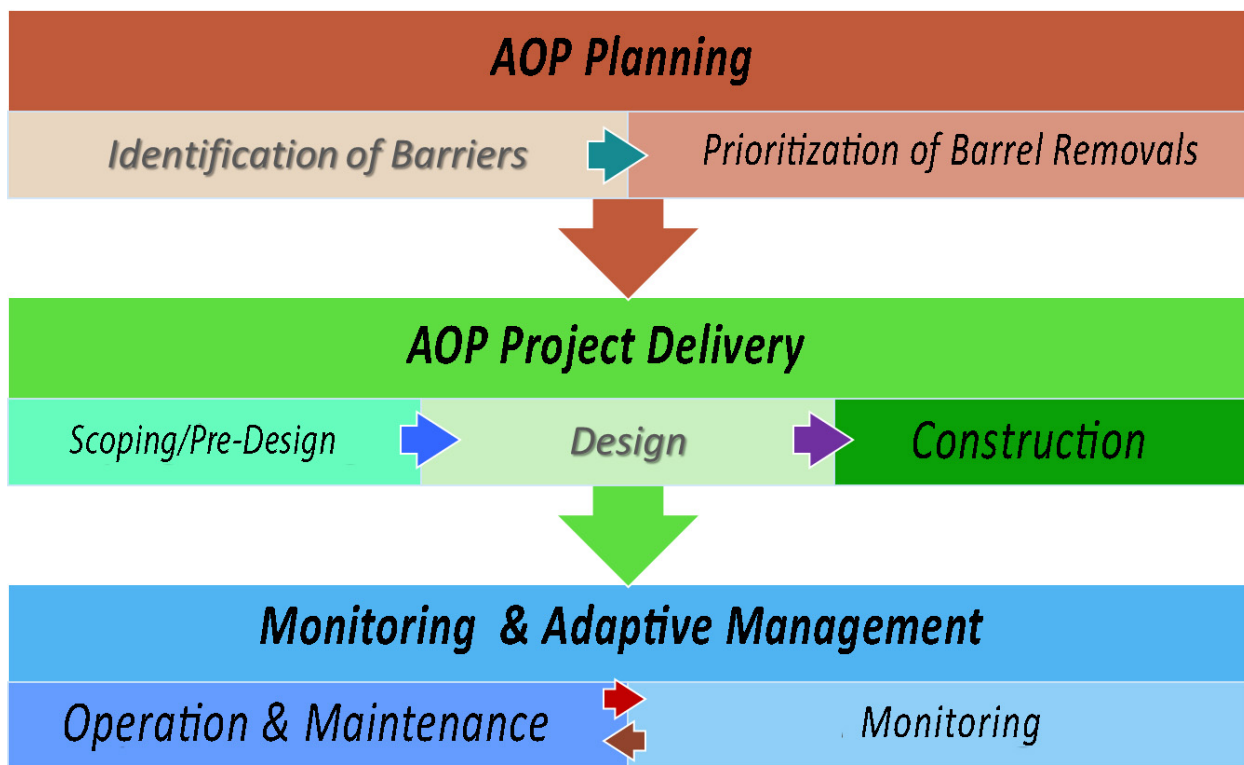 AOP Planning
Identification of Barriers
Prioritization of Barrel Removals
AOP Project Delivery
Scoping/Pre-Design
Design
Construction
Monitoring & Adaptive Management
Operation & Maintenance
Monitoring